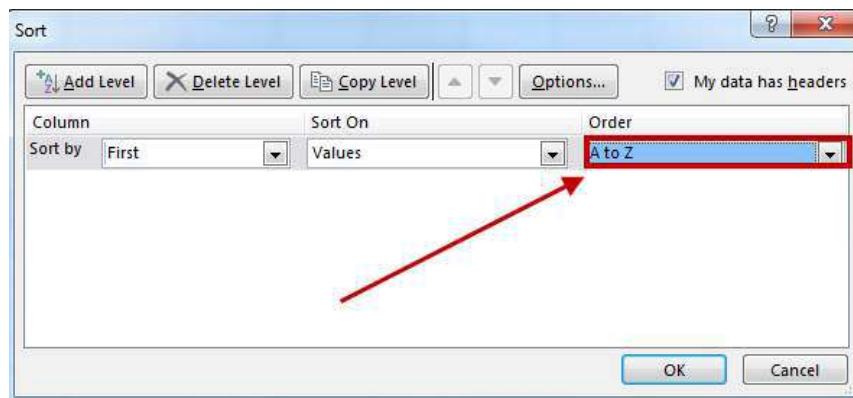 Sort
Add Level Delete Level Copy Level Options... My data has headers
Column Sort On Order
Sort by First Values A to Z
OK Cancel